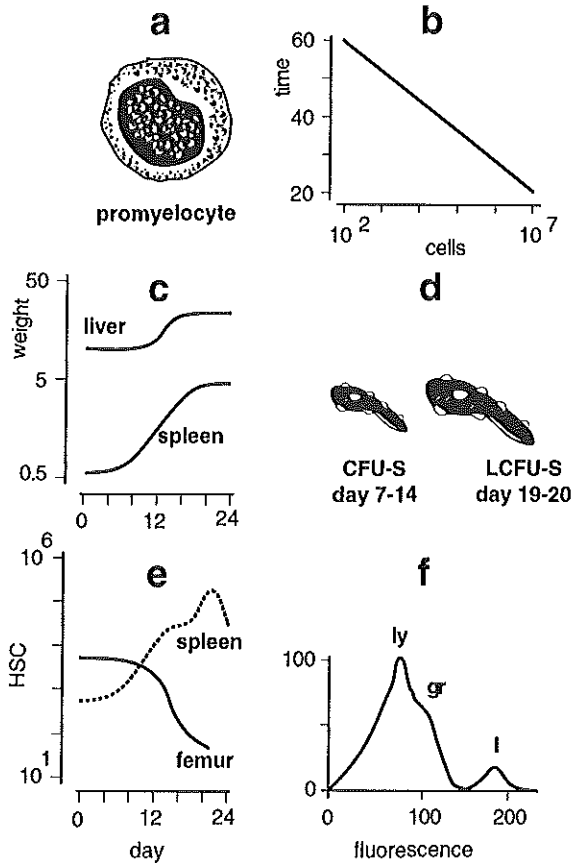 a
promyelocyte
b
time
60
40
20
10 2
10 7
cells
c
weight
50
5
0.5
liver
spleen
0
12
24
d
CFU-S
day 7-14
LCFU-S
day 19-20
e
HSC
10 6
10 1
spleen
femur
0
12
24
day
f
100
0
ly
gr
l
0
100
200
fluorescence